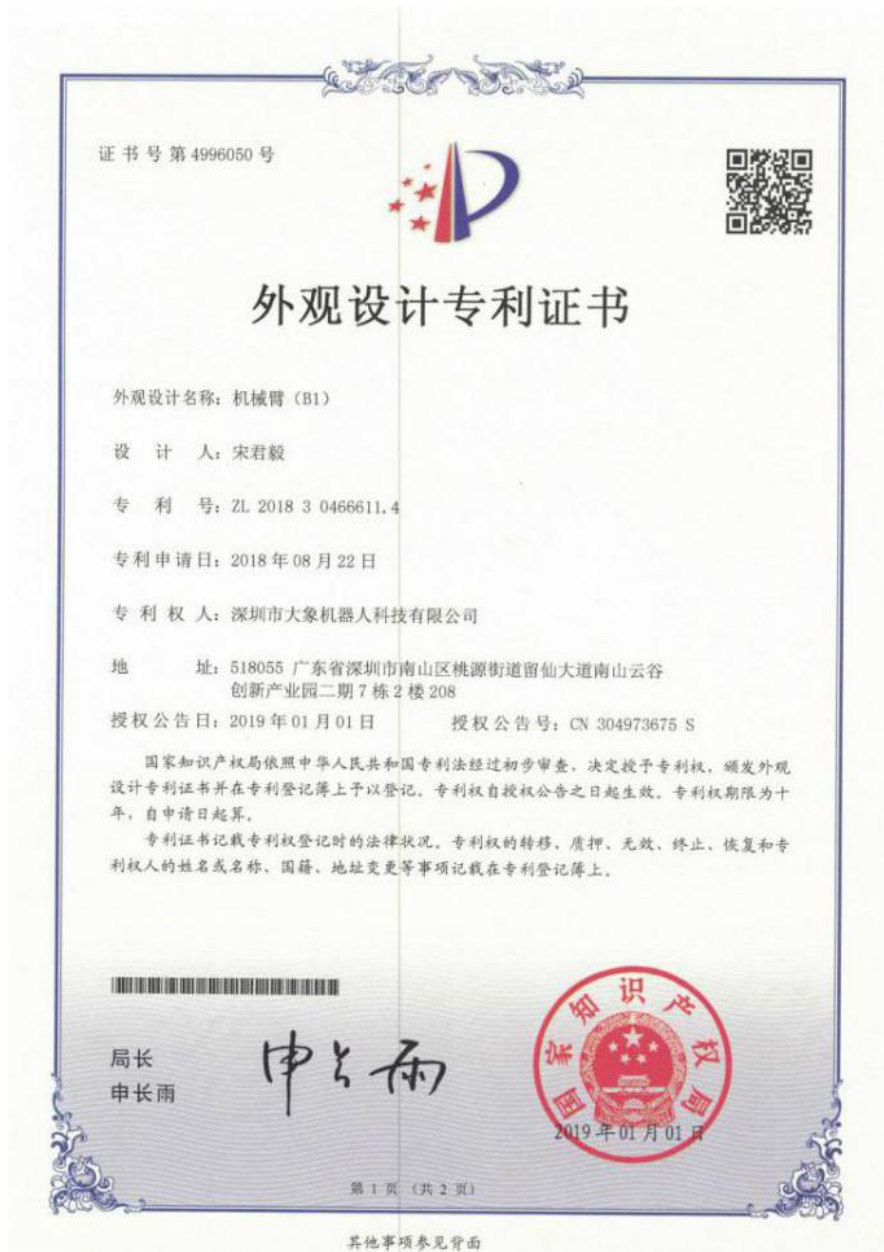 证书号第4996050号
外观设计专利证书
外观设计名称：机械臂（B1）
设计人：宋君毅
专利号：ZL 2018 3 0466611.4
专利申请日：2018年08月22日
专利权人：深圳市大象机器人科技有限公司
地址：518055 广东省深圳市南山区桃源街道留仙大道南山云谷
创新产业园二期7栋2楼208
授权公告日：2019年01月01日 授权公告号：CN 304973675 S
国家知识产权局依照中华人民共和国专利法经过初步审查，决定授予专利权，颁发外观
设计专利证书并在专利登记簿上予以登记。专利权自授权公告之日起生效。专利权期限为十
年，自申请日起算。
专利证书记载专利权登记时的法律状况。专利权的转移、质押、无效、终止、恢复和专
利权人的姓名或名称、国籍、地址变更等事项记载在专利登记簿上。
局长
申长雨
申长雨
国家知识产权局
2019年01月01日
第1页（共2页）
其他事项参见背面